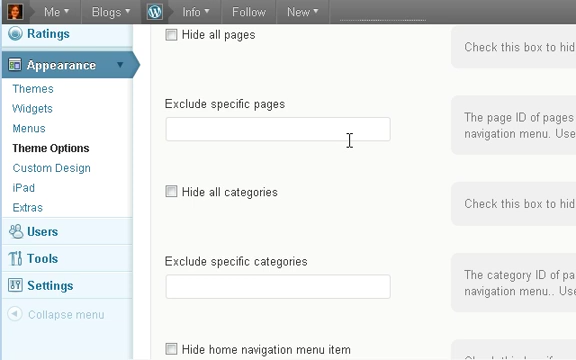 Me Blogs Info Follow New
Ratings
Appearance
Themes
Widgets
Menus
Theme Options
Custom Design
iPad
Extras
Users
Tools
Settings
Collapse menu
Hide all pages
Check this box to hid
Exclude specific pages
The page ID of pages
navigation menu. Use
Hide all categories
Check this box to hid
Exclude specific categories
The category ID of pa
navigation menu.. Use
Hide home navigation menu item